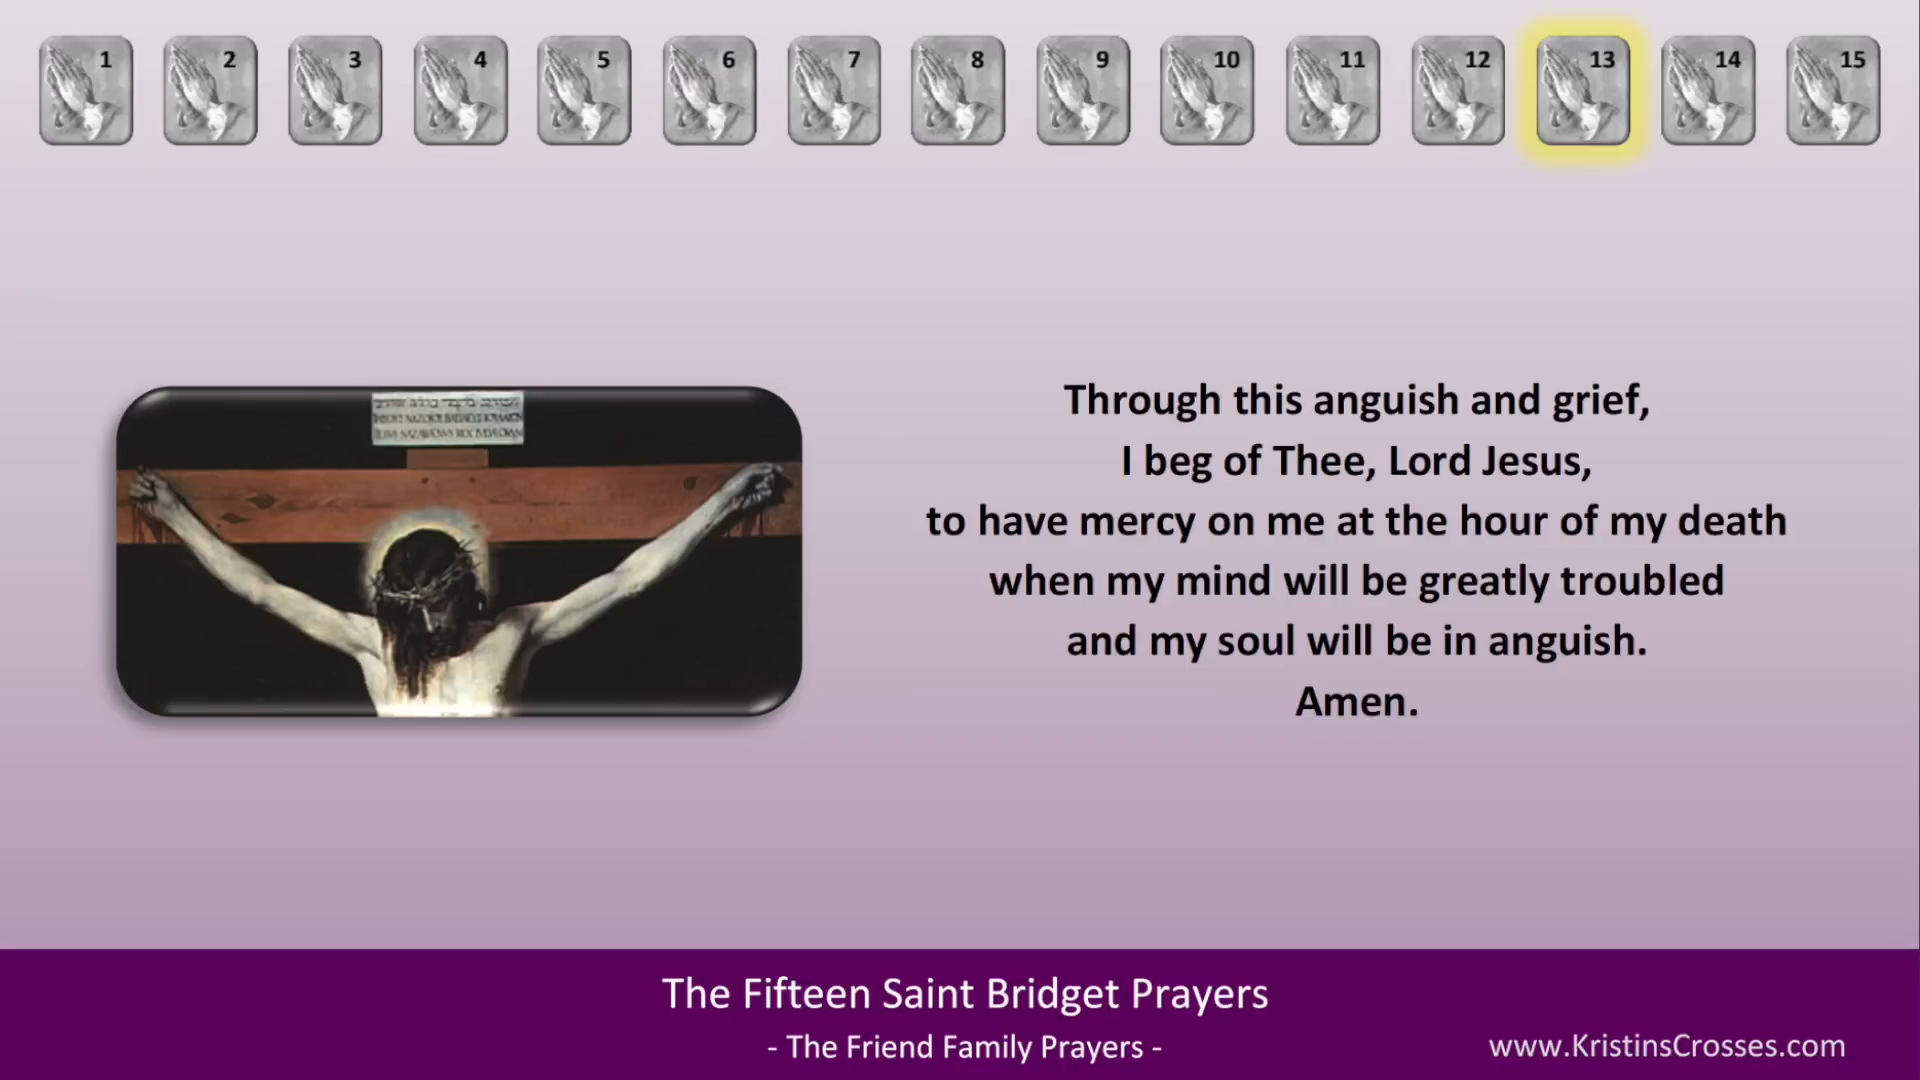 1 2 3 4 5 6 7 8 9 10 11 12 13 14 15
Through this anguish and grief,
I beg of Thee, Lord Jesus,
to have mercy on me at the hour of my death
when my mind will be greatly troubled
and my soul will be in anguish.
Amen.
The Fifteen Saint Bridget Prayers
- The Friend Family Prayers -
www.KristinsCrosses.com